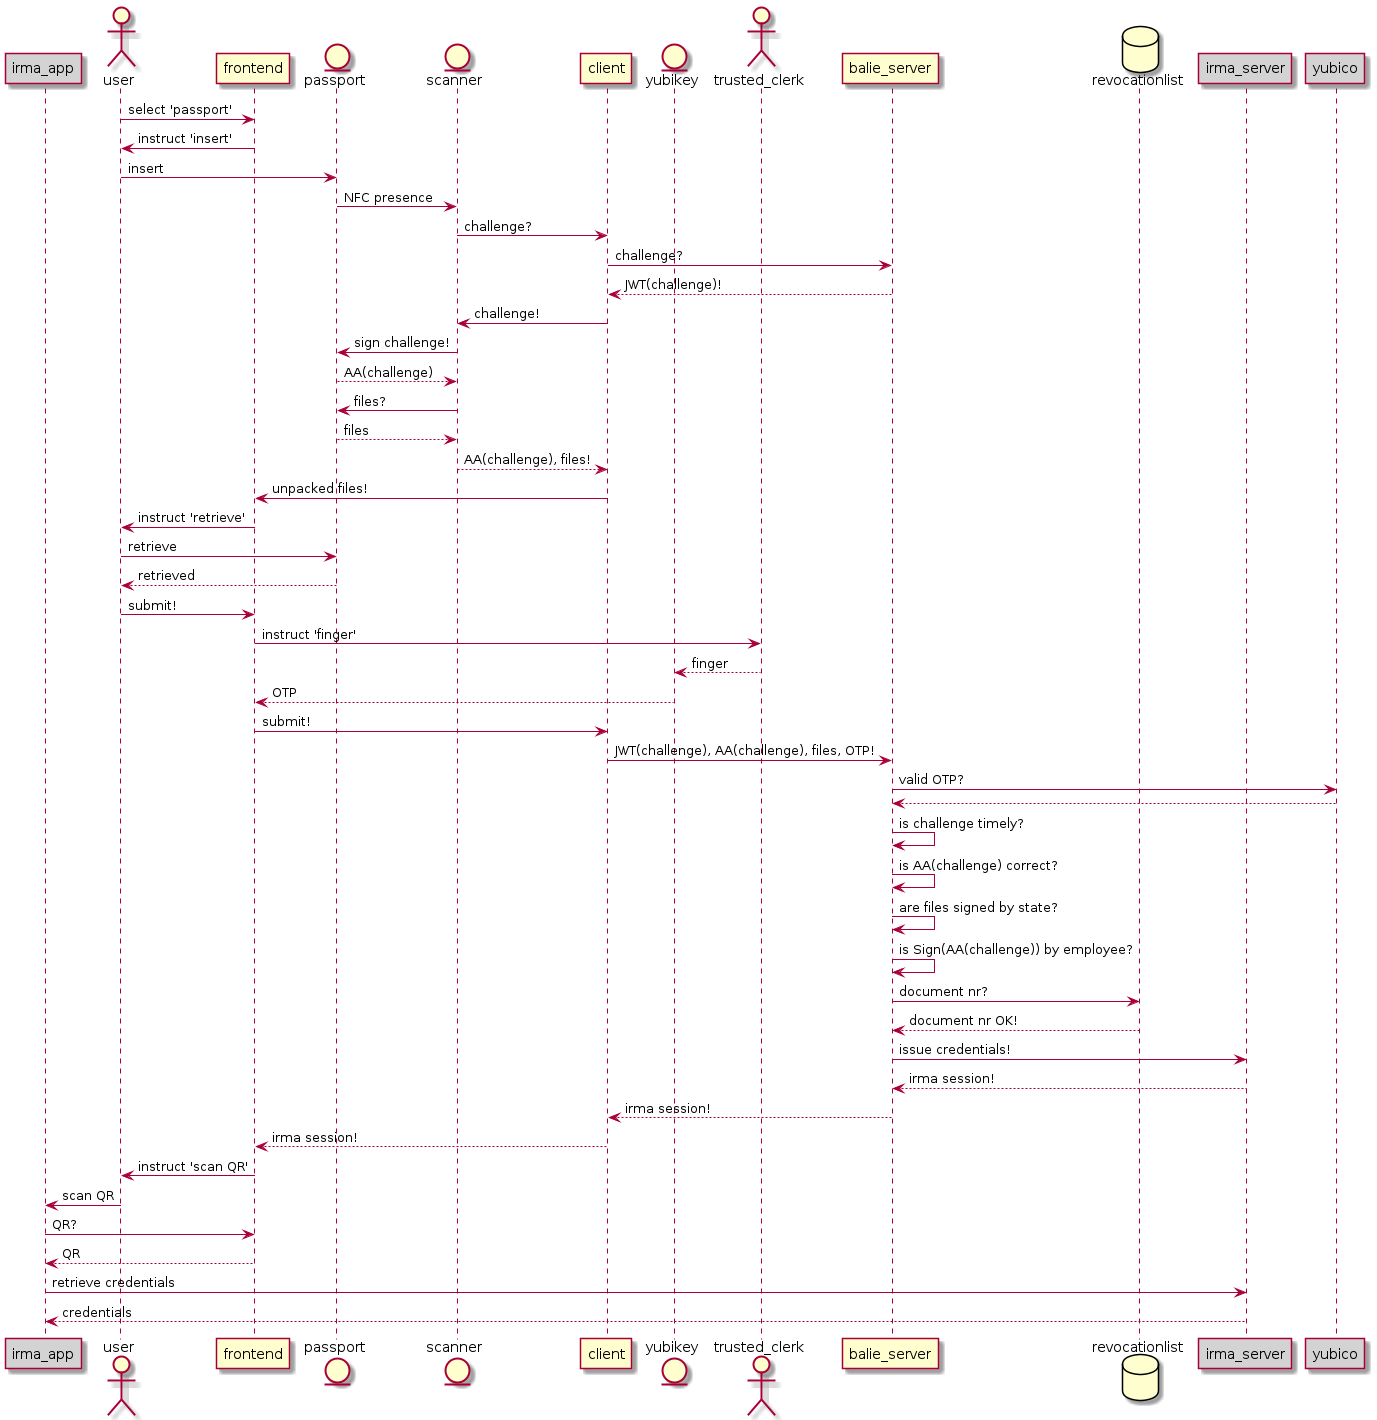 irma_app
user
frontend
passport
scanner
client
yubikey
trusted_clerk
balie_server
revocationlist
irma_server
yubico
select 'passport'
instruct 'insert'
insert
NFC presence
challenge?
challenge?
JWT(challenge)!
challenge!
sign challenge!
AA(challenge)
files?
files
AA(challenge), files!
unpacked files!
instruct 'retrieve'
retrieve
retrieved
submit!
instruct 'finger'
finger
OTP
submit!
JWT(challenge), AA(challenge), files, OTP!
valid OTP?
is challenge timely?
is AA(challenge) correct?
are files signed by state?
is Sign(AA(challenge)) by employee?
document nr?
document nr OK!
issue credentials!
irma session!
irma session!
irma session!
instruct 'scan QR'
scan QR
QR?
QR
retrieve credentials
credentials
irma_app
user
frontend
passport
scanner
client
yubikey
trusted_clerk
balie_server
revocationlist
irma_server
yubico